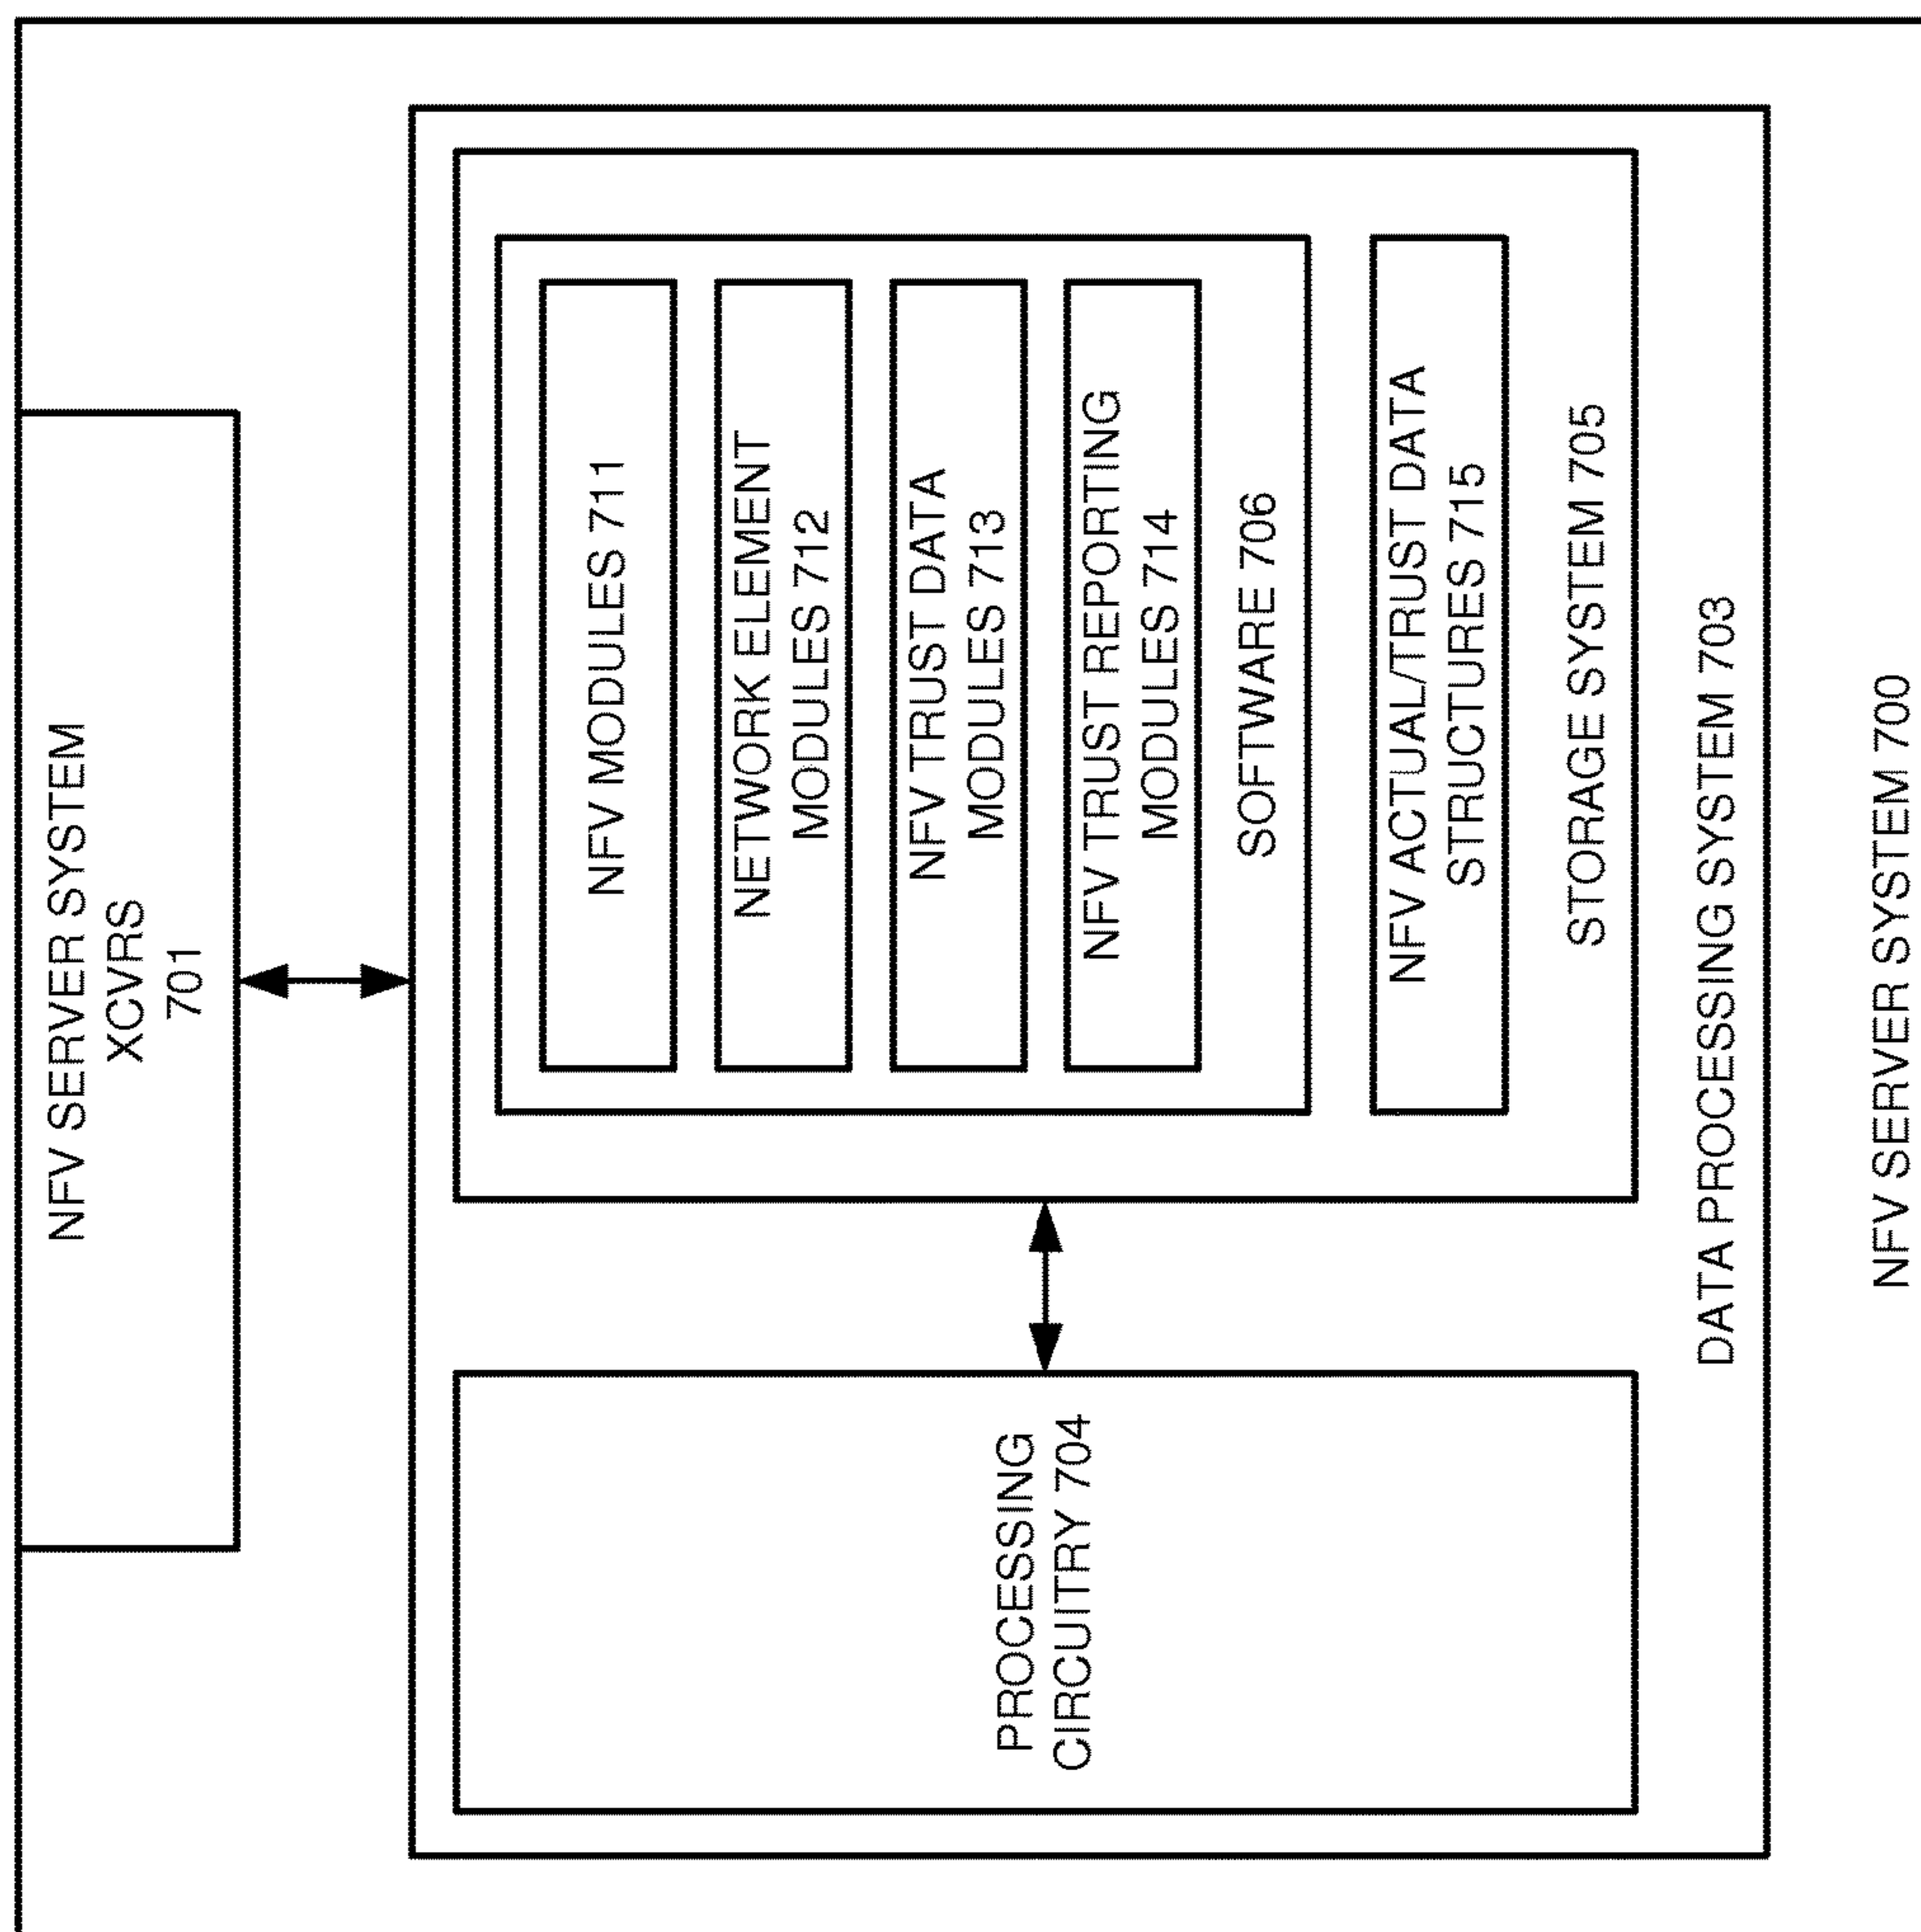 NFV SERVER SYSTEM
XCVRS
701
PROCESSING
CIRCUITRY 704
NFV MODULES 711
NETWORK ELEMENT
MODULES 712
NFV TRUST DATA
MODULES 713
NFV TRUST REPORTING
MODULES 714
SOFTWARE 706
NFV ACTUAL/TRUST DATA
STRUCTURES 715
STORAGE SYSTEM 705
DATA PROCESSING SYSTEM 703
NFV SERVER SYSTEM 700